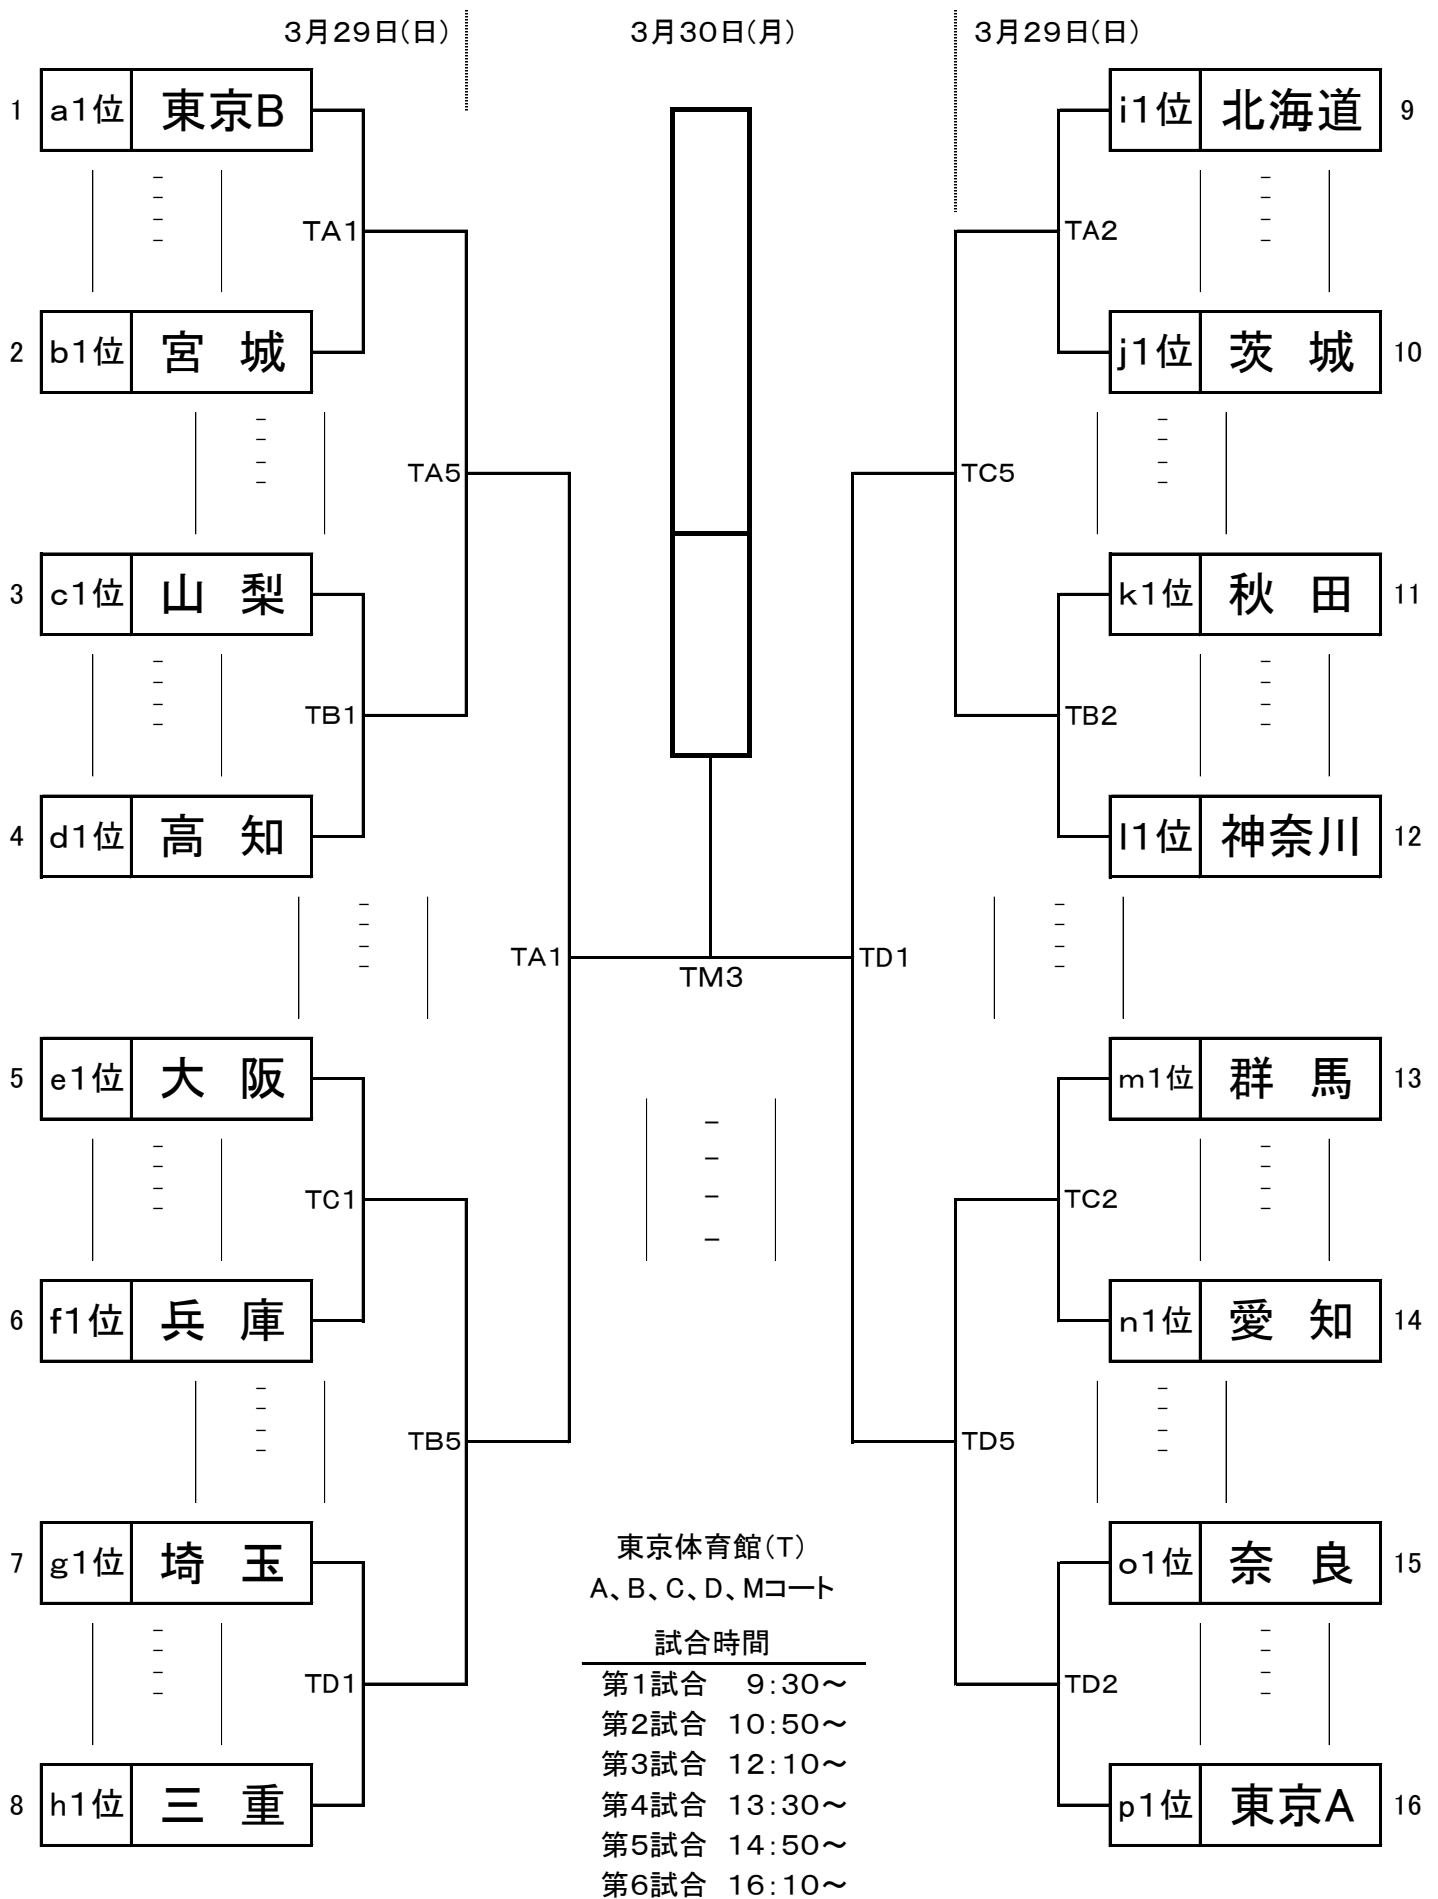 3月29日(日)
3月30日(月)
3月29日(日)
1 a1位 東京B
i1位 北海道 9
TA1
TA2
2 b1位 宮 城
j1位 茨 城 10
TA5
TC5
3 c1位 山 梨
k1位 秋 田 11
TB1
TB2
4 d1位 高 知
l1位 神奈川 12
TA1
TM3
TD1
5 e1位 大 阪
m1位 群 馬 13
TC1
TC2
6 f1位 兵 庫
n1位 愛 知 14
TB5
TD5
7 g1位 埼 玉
o1位 奈 良 15
TD1
TD2
8 h1位 三 重
p1位 東京A 16
東京体育館(T)
A、B、C、D、Mコート
試合時間
第1試合 9:30～
第2試合 10:50～
第3試合 12:10～
第4試合 13:30～
第5試合 14:50～
第6試合 16:10～